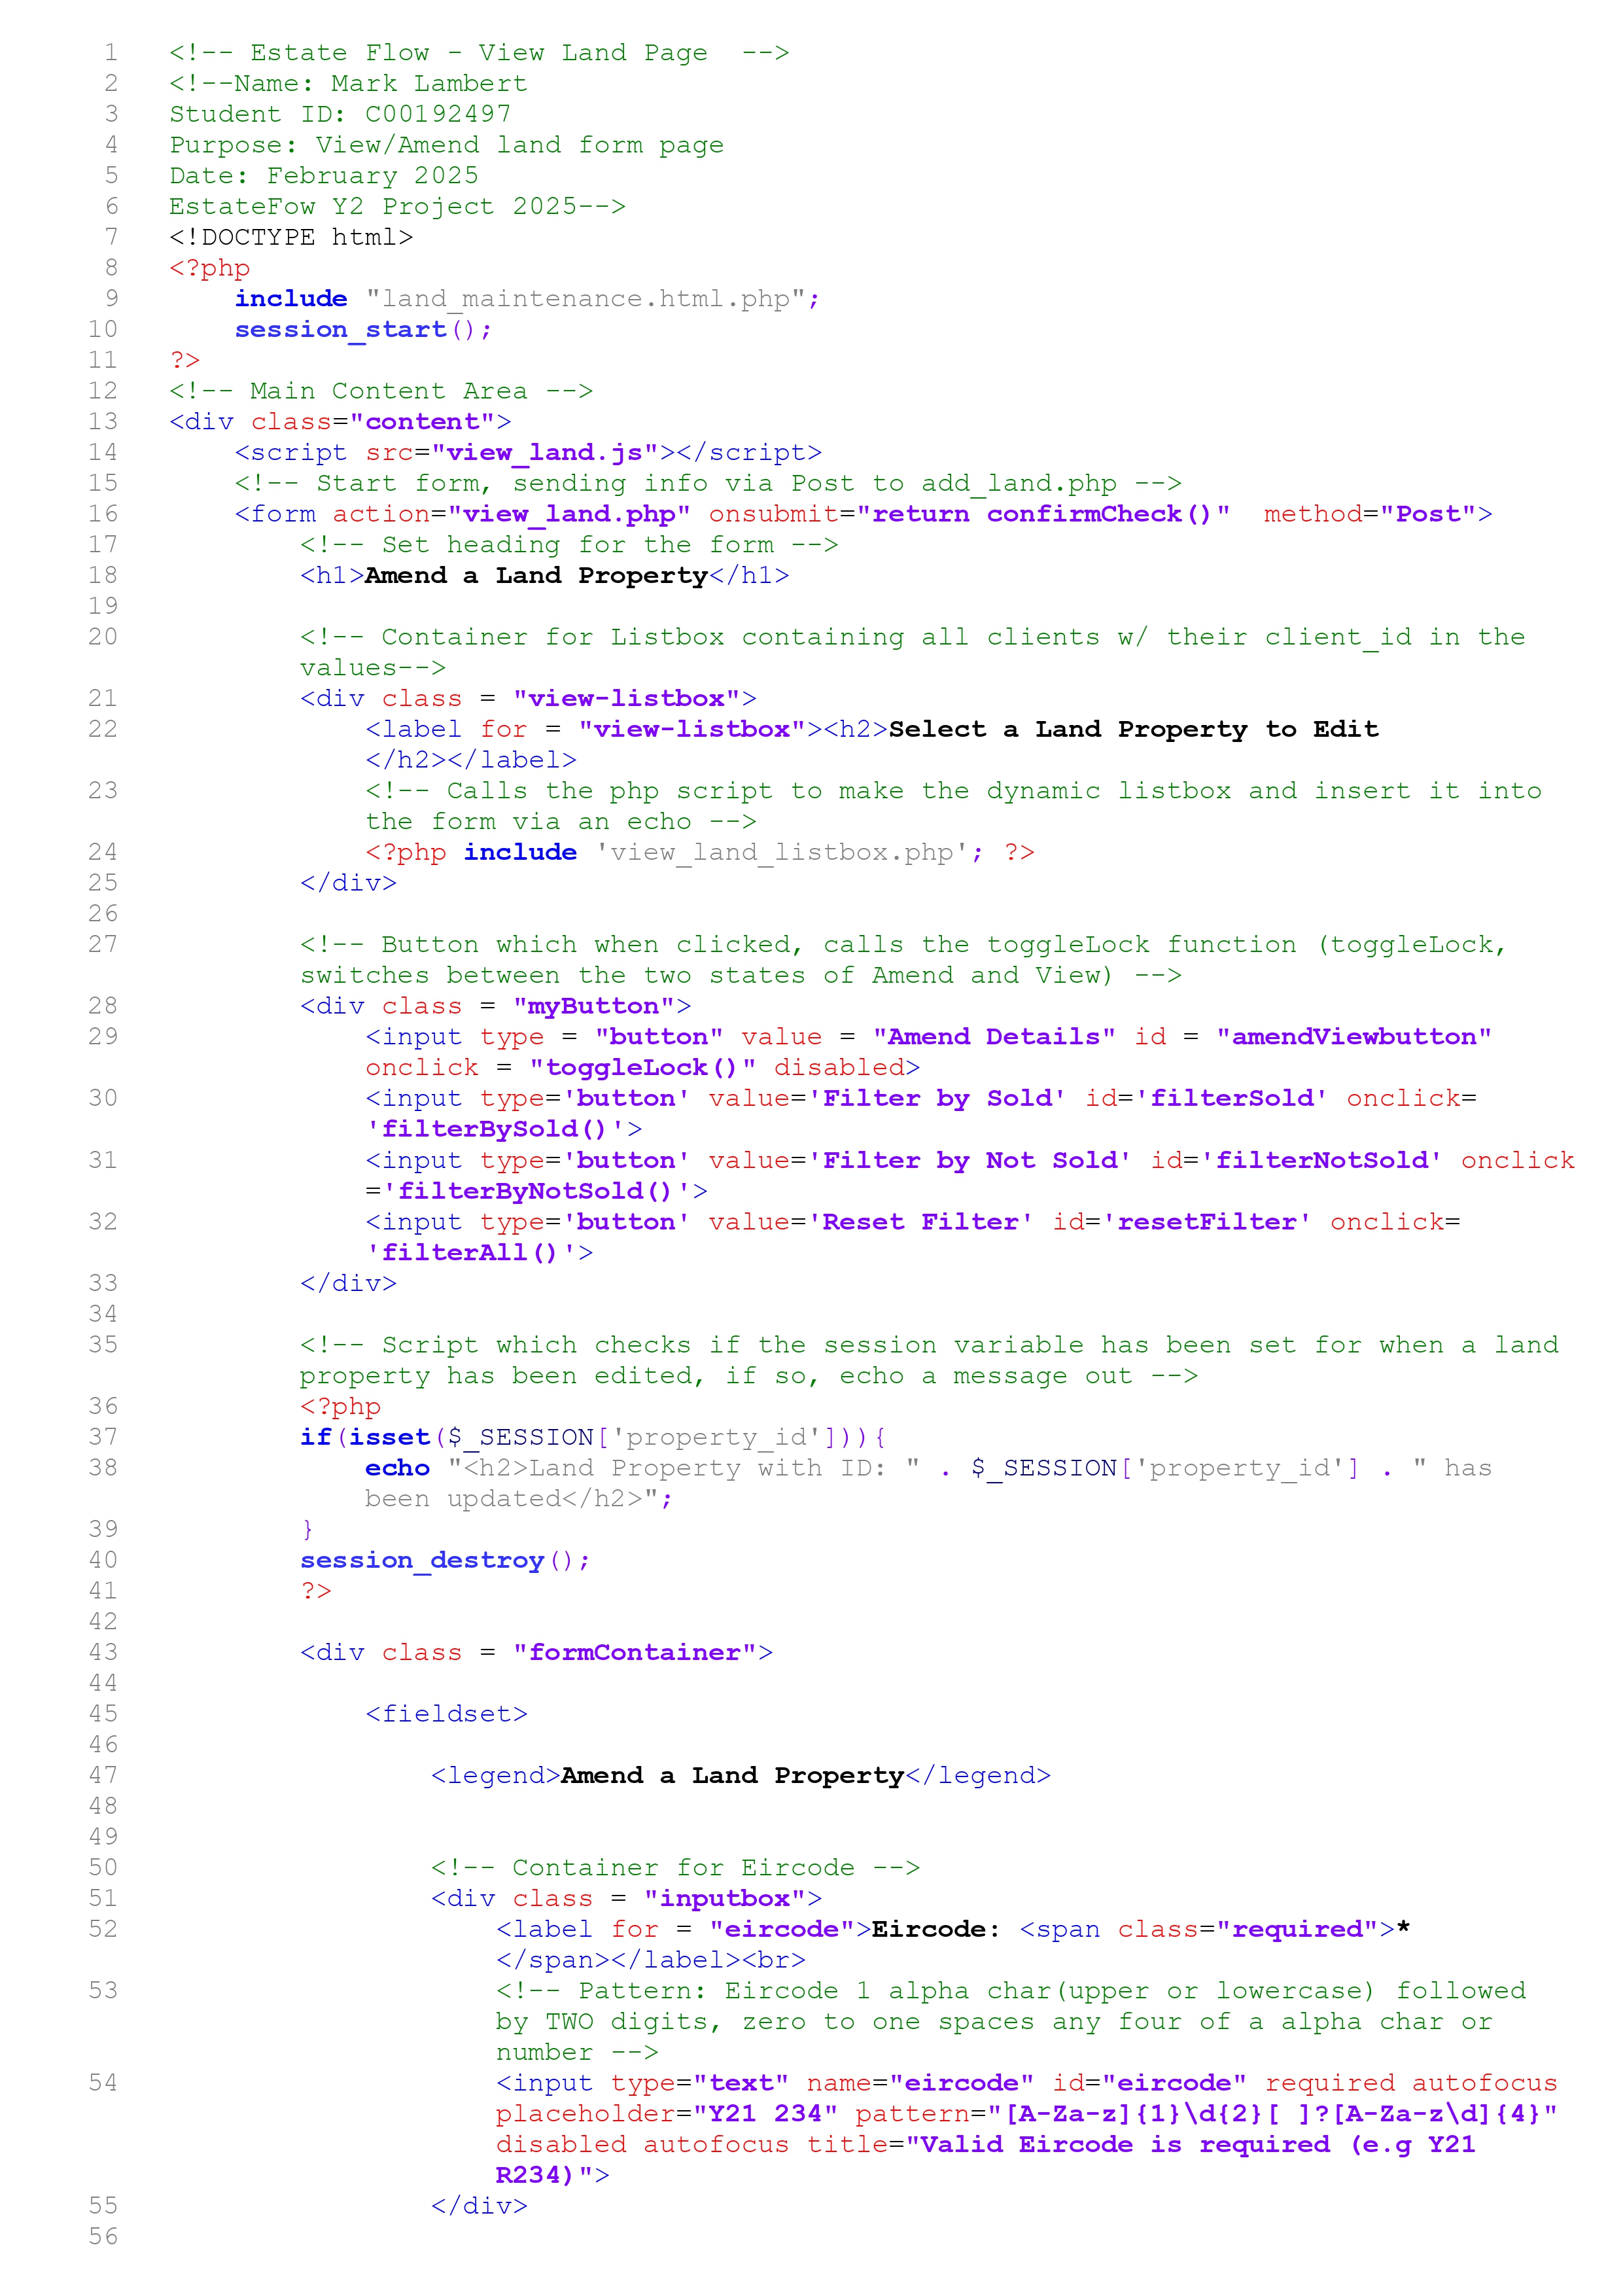 1 <!-- Estate Flow - View Land Page  -->
2 <!--Name: Mark Lambert
3 Student ID: C00192497
4 Purpose: View/Amend land form page
5 Date: February 2025
6 EstateFow Y2 Project 2025-->
7 <!DOCTYPE html>
8 <?php
9     include "land_maintenance.html.php";
10     session_start();
11 ?>
12 <!-- Main Content Area -->
13 <div class="content">
14     <script src="view_land.js"></script>
15     <!-- Start form, sending info via Post to add_land.php -->
16     <form action="view_land.php" onsubmit="return confirmCheck()"  method="Post">
17         <!-- Set heading for the form -->
18         <h1>Amend a Land Property</h1>
19
20         <!-- Container for Listbox containing all clients w/ their client_id in the
values-->
21         <div class = "view-listbox">
22             <label for = "view-listbox"><h2>Select a Land Property to Edit
</h2></label>
23             <!-- Calls the php script to make the dynamic listbox and insert it into
the form via an echo -->
24             <?php include 'view_land_listbox.php'; ?>
25         </div>
26
27         <!-- Button which when clicked, calls the toggleLock function (toggleLock,
switches between the two states of Amend and View) -->
28         <div class = "myButton">
29             <input type = "button" value = "Amend Details" id = "amendViewbutton"
onclick = "toggleLock()" disabled>
30             <input type='button' value='Filter by Sold' id='filterSold' onclick=
'filterBySold()'>
31             <input type='button' value='Filter by Not Sold' id='filterNotSold' onclick
='filterByNotSold()'>
32             <input type='button' value='Reset Filter' id='resetFilter' onclick=
'filterAll()'>
33         </div>
34
35         <!-- Script which checks if the session variable has been set for when a land
property has been edited, if so, echo a message out -->
36         <?php
37         if(isset($_SESSION['property_id'])){
38             echo "<h2>Land Property with ID: " . $_SESSION['property_id'] . " has
been updated</h2>";
39         }
40         session_destroy();
41         ?>
42
43         <div class = "formContainer">
44
45             <fieldset>
46
47                 <legend>Amend a Land Property</legend>
48
49
50                 <!-- Container for Eircode -->
51                 <div class = "inputbox">
52                     <label for = "eircode">Eircode: <span class="required">*
</span></label><br>
53                     <!-- Pattern: Eircode 1 alpha char(upper or lowercase) followed
by TWO digits, zero to one spaces any four of a alpha char or
number -->
54                     <input type="text" name="eircode" id="eircode" required autofocus
placeholder="Y21 234" pattern="[A-Za-z]{1}\d{2}[ ]?[A-Za-z\d]{4}"
disabled autofocus title="Valid Eircode is required (e.g Y21
R234)">
55                 </div>
56